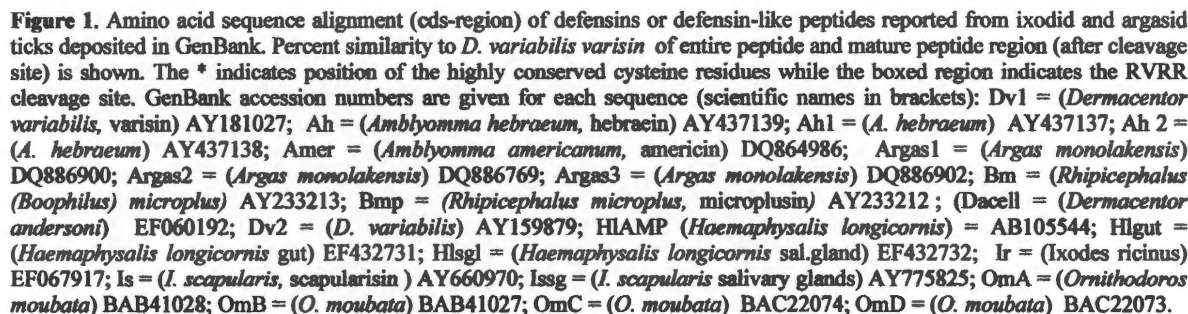 Figure 1. Amino acid sequence alignment (cds-region) of defensins or defensin-like peptides reported from ixodid and argasid
ticks deposited in GenBank. Percent similarity to D. variabilis varisin of entire peptide and mature peptide region (after cleavage
site) is shown. The * indicates position of the highly conserved cysteine residues while the boxed region indicates the RVRR
cleavage site. GenBank accession numbers are given for each sequence (scientific names in brackets): Dv1 = (Dermacentor
variabilis, varisin) AY181027; Ah = (Amblyomma hebraeum, hebraein) AY437139; Ah1 = (A. hebraeum) AY437137; Ah 2 =
(A. hebraeum) AY437138; Amer = (Amblyomma americanum, americin) DQ864986; Argas1 = (Argas monolakensis)
DQ886900; Argas2 = (Argas monolakensis) DQ886769; Argas3 = (Argas monolakensis) DQ886902; Bm = (Rhipicephalus
(Boophilus) microplus) AY233213; Bmp = (Rhipicephalus microplus, microplusin) AY233212 ; (Dacell = (Dermacentor
andersoni) EF060192; Dv2 = (D. variabilis) AY159879; HlAMP (Haemaphysalis longicornis) = AB105544; Hlgut =
(Haemaphysalis longicornis gut) EF432731; Hlsgl = (Haemaphysalis longicornis sal.gland) EF432732; Ir = (Ixodes ricinus)
EF067917; Is = (I. scapularis, scapularisin ) AY660970; Issg = (I. scapularis salivary glands) AY775825; OmA = (Ornithodoros
moubata) BAB41028; OmB = (O. moubata) BAB41027; OmC = (O. moubata) BAC22074; OmD = (O. moubata) BAC22073.